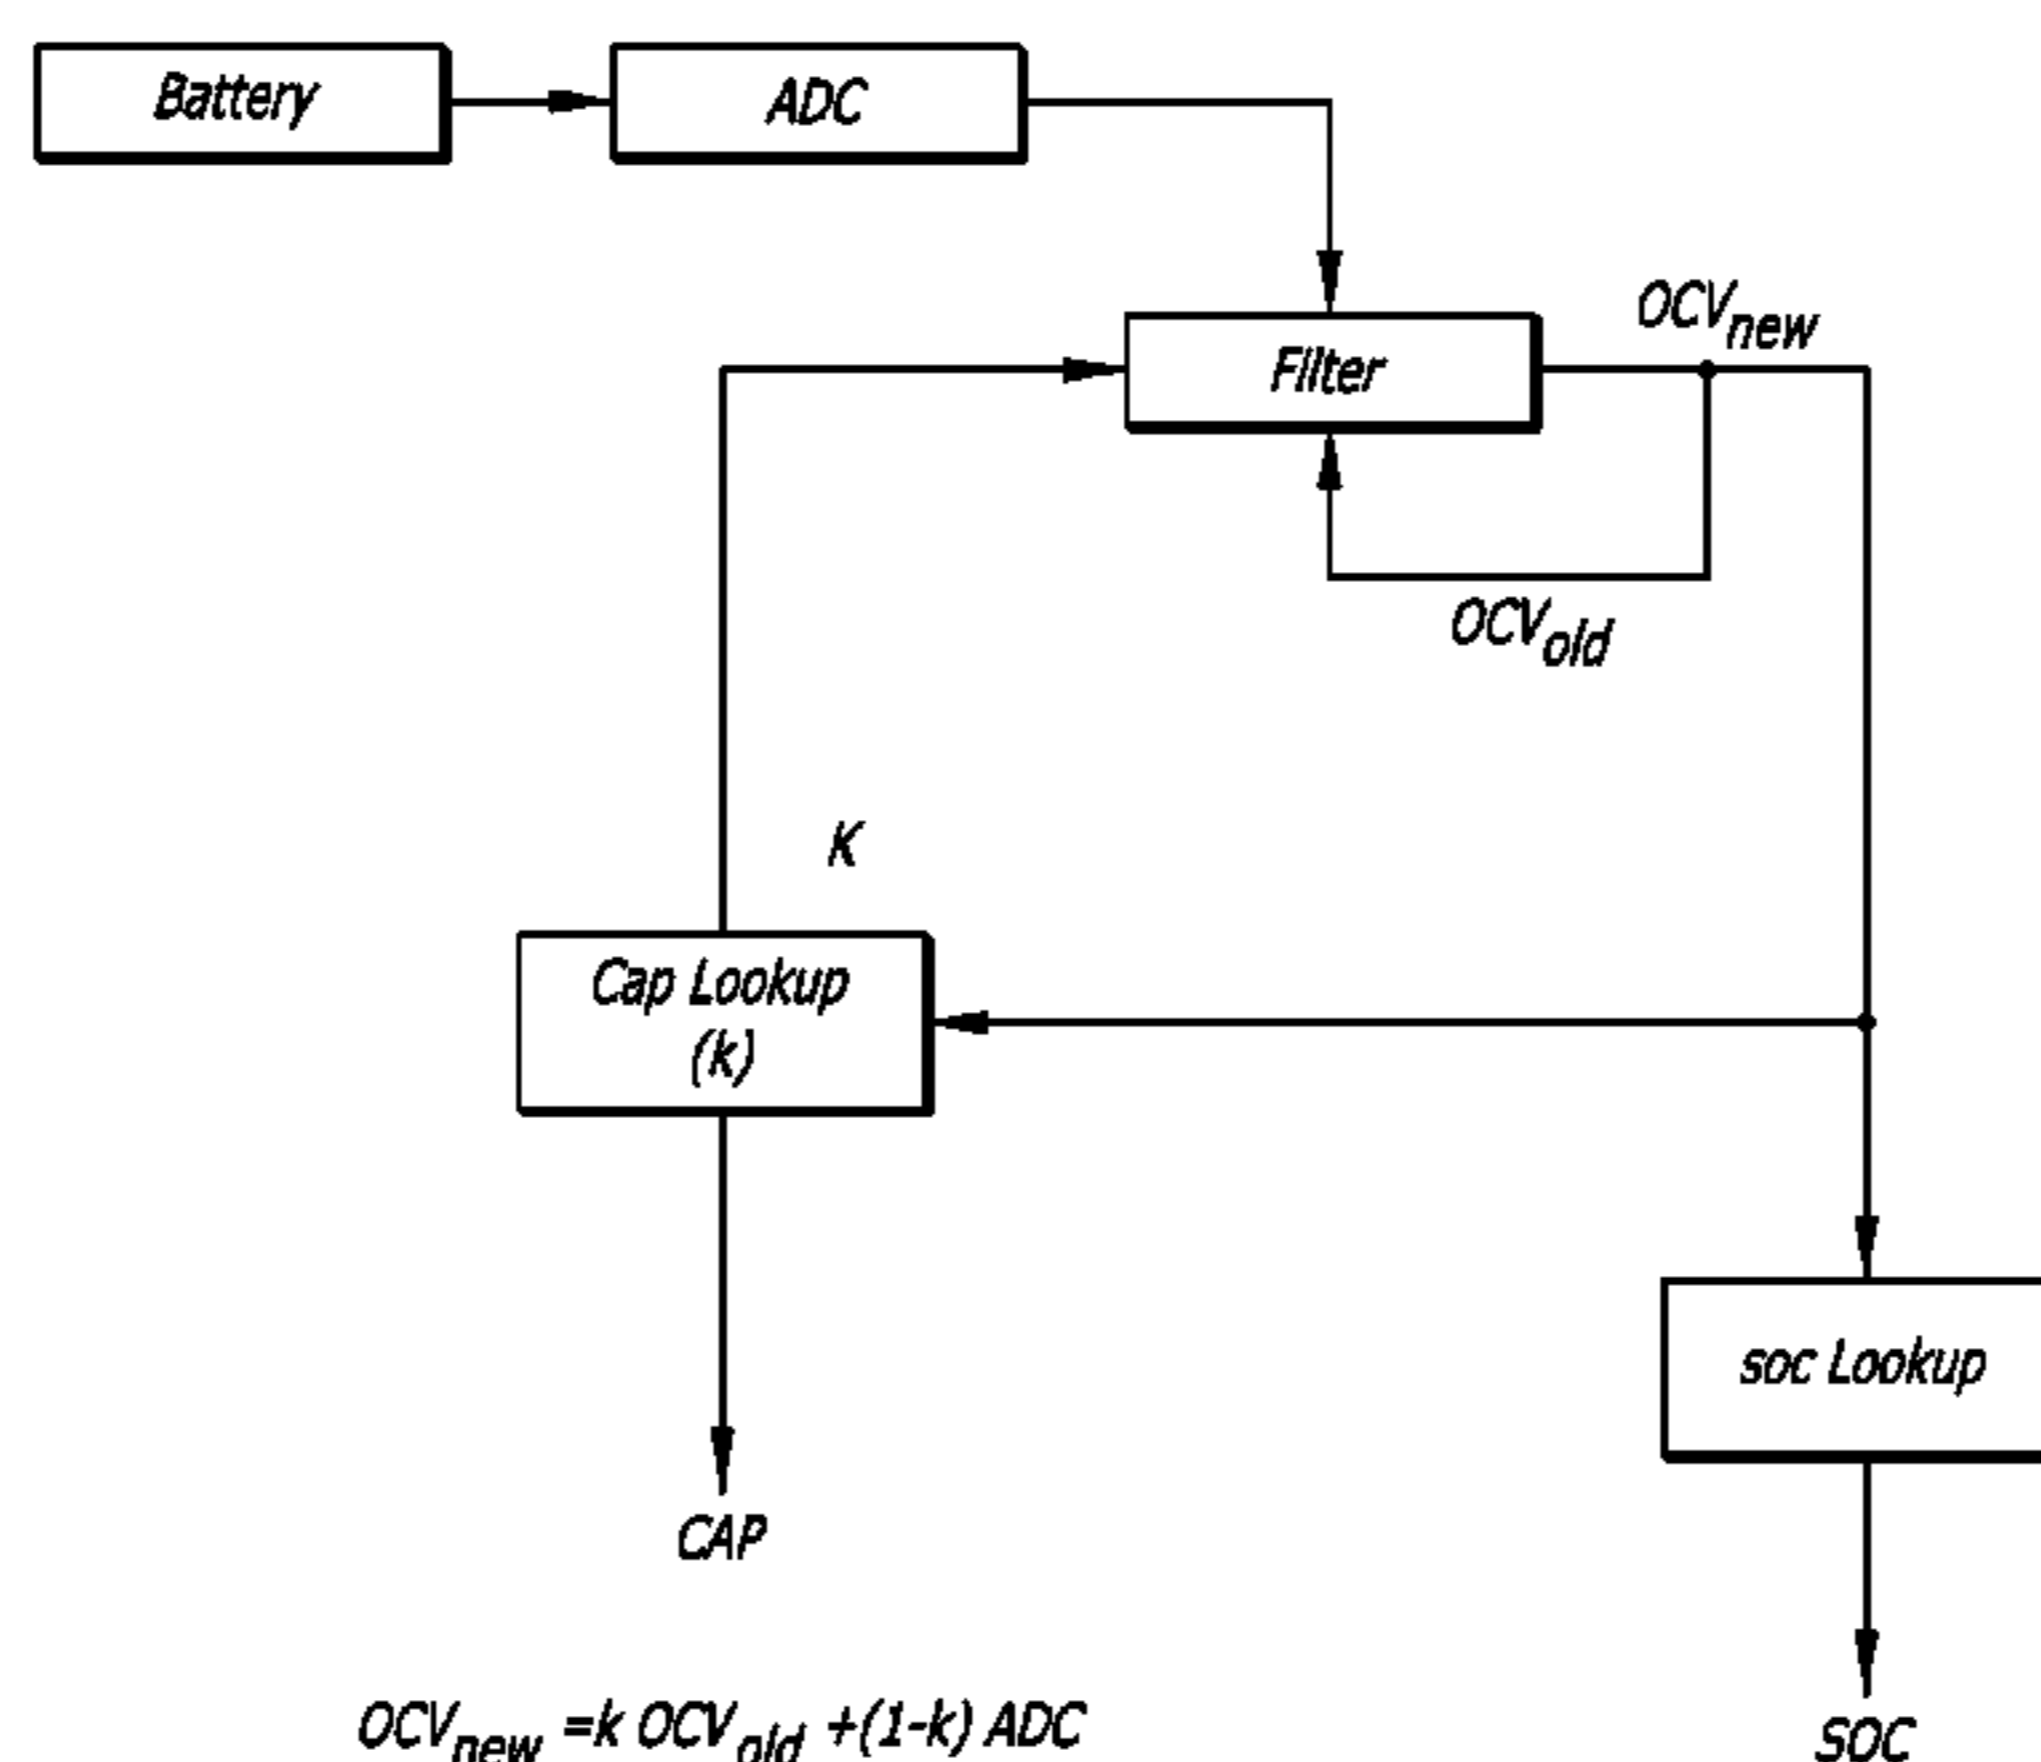 Battery
ADC
OCVnew
Filter
OCVold
K
Cap Lookup
(k)
soc Lookup
CAP
OCVnew =k OCVold +(1-k) ADC
SOC